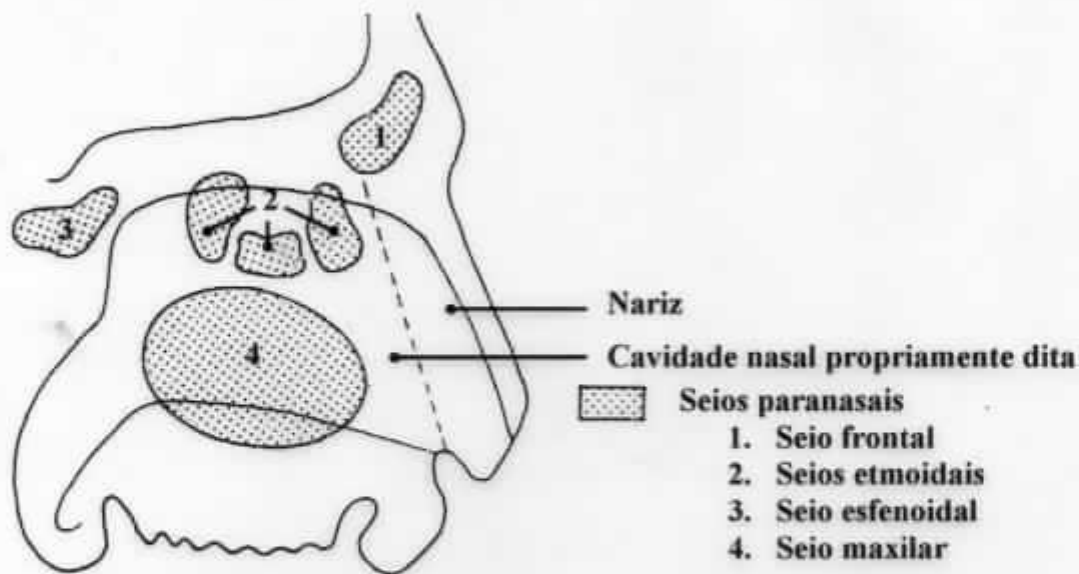 1
2
3
4
Nariz
Cavidade nasal propriamente dita
Seios paranasais
1. Seio frontal
2. Seios etmoidais
3. Seio esfenoidal
4. Seio maxilar